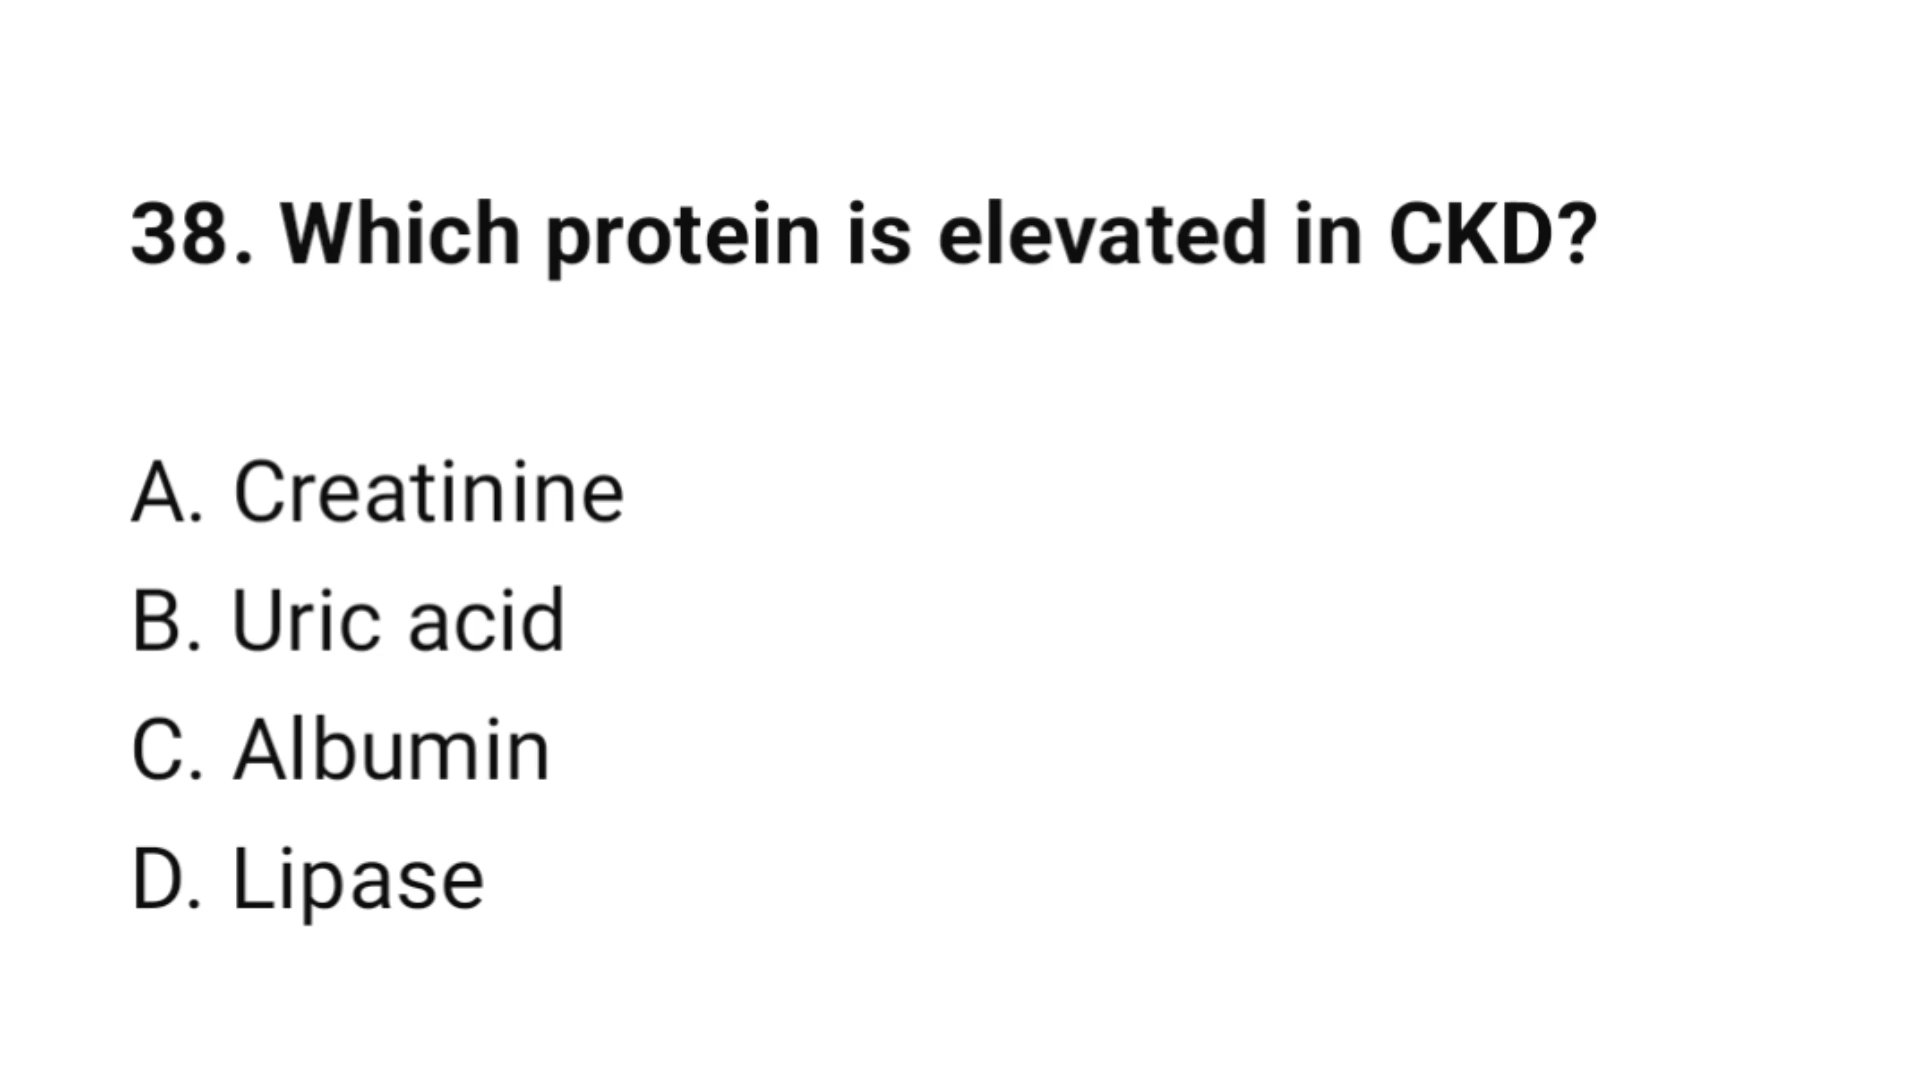 38. Which protein is elevated in CKD?
A. Creatinine
B. Uric acid
C. Albumin
D. Lipase